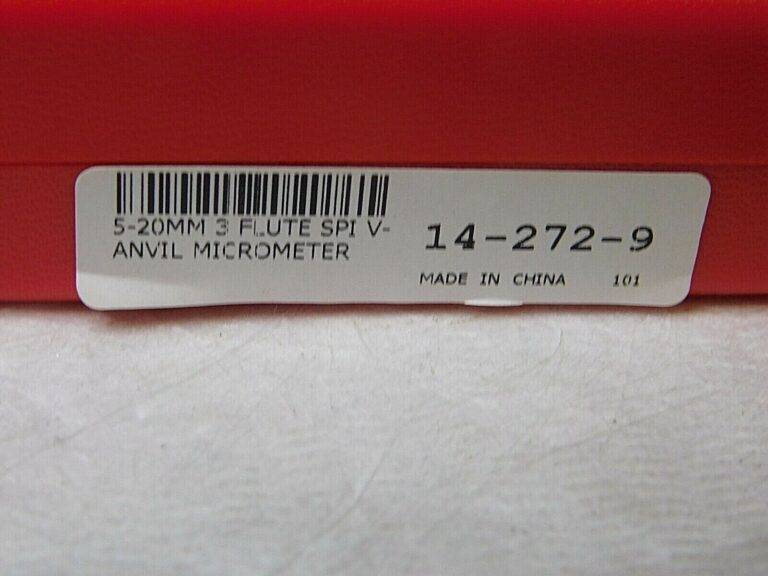 5-20MM 3 FLUTE SPI V-
ANVIL MICROMETER
14-272-9
MADE IN CHINA 101